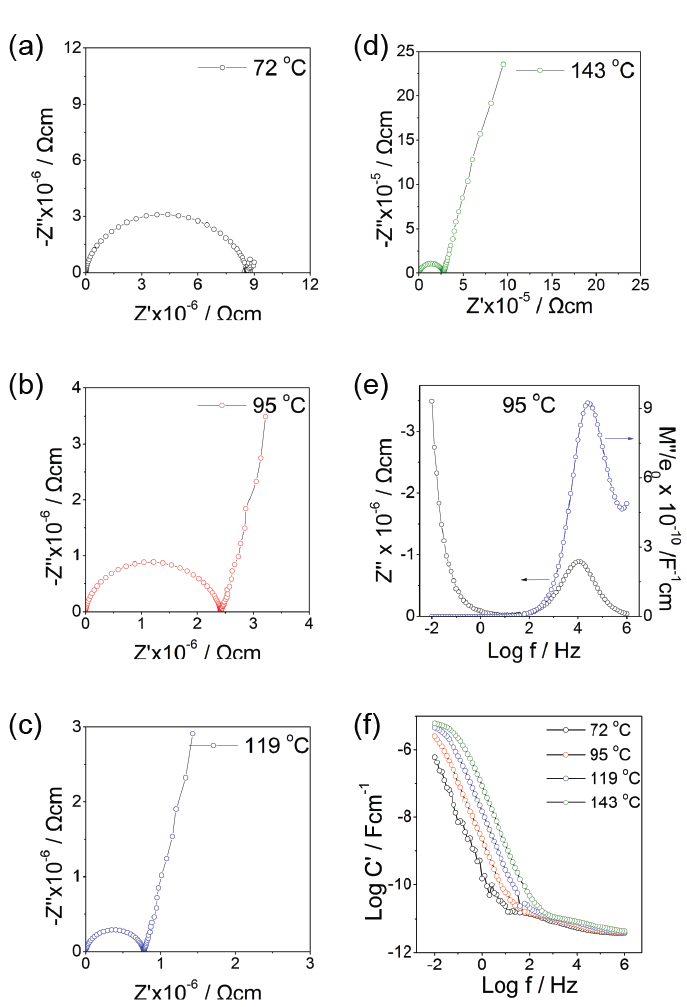 (a)
72 °C
12
9
6
3
0
0 3 6 9 12
-Z''x10-6 / Ωcm
Z'x10-6 / Ωcm
(d)
143 °C
25
20
15
10
5
0
0 5 10 15 20 25
-Z''x10-5 / Ωcm
Z'x10-5 / Ωcm
(b)
95 °C
4
3
2
1
0
0 1 2 3 4
-Z''x10-6 / Ωcm
Z'x10-6 / Ωcm
(e)
95 °C
-3
-2
-1
0
9
6
3
0
-2 0 2 4 6
Z'' x 10-6 / Ωcm
M''/e0 x 10-10 /F-1cm
Log f / Hz
(c)
119 °C
3
2
1
0
0 1 2 3
-Z''x10-6 / Ωcm
Z'x10-6 / Ωcm
(f)
72 °C
95 °C
119 °C
143 °C
-6
-8
-10
-12
-2 0 2 4 6
Log C' / Fcm-1
Log f / Hz